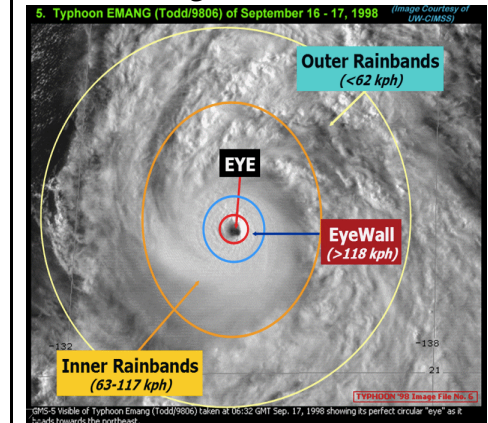 5. Typhoon EMANG (Todd/9806) of September 16 - 17, 1998
(Image Courtesy of
UW-CIMSS)
Outer Rainbands
(<62 kph)
EYE
EyeWall
(>118 kph)
-132
-138
Inner Rainbands
(63-117 kph)
21
TYPHOON '98 Image File No. 6
GMS-5 Visible of Typhoon Emang (Todd/9806) taken at 06:32 GMT Sep. 17, 1998 showing its perfect circular "eye" as it
heads towards the northeast.